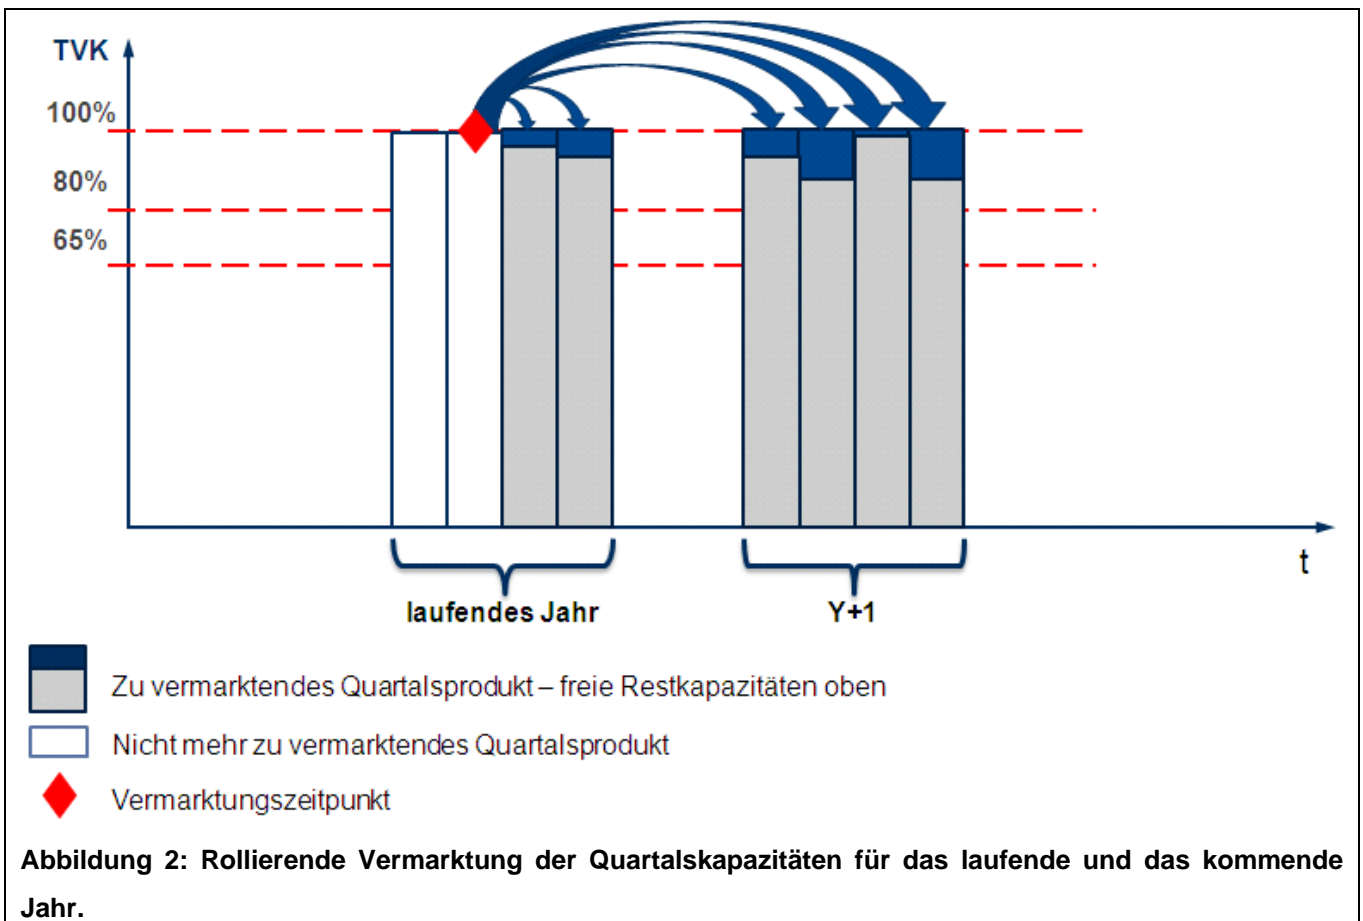 TVK
100%
80%
65%
t
laufendes Jahr
Y+1
Zu vermarktendes Quartalsprodukt – freie Restkapazitäten oben
Nicht mehr zu vermarktendes Quartalsprodukt
Vermarktungszeitpunkt
Abbildung 2: Rollierende Vermarktung der Quartalskapazitäten für das laufende und das kommende
Jahr.